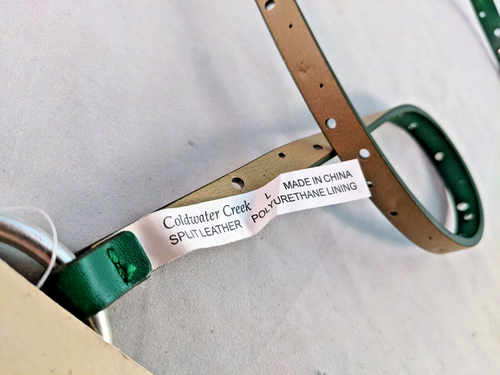 Coldwater Creek
SPLIT LEATHER
L
MADE IN CHINA
POLYURETHANE LINING